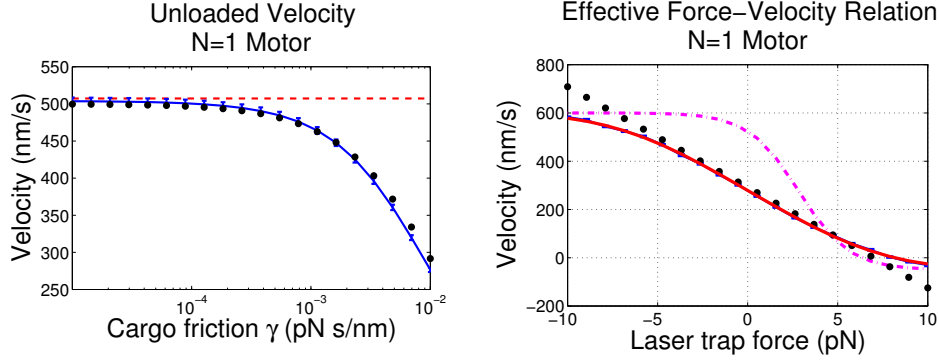 Unloaded Velocity
N=1 Motor
Velocity (nm/s)
550
500
450
400
350
300
250
10⁻⁴
10⁻³
10⁻²
Cargo friction γ (pN s/nm)
Effective Force−Velocity Relation
N=1 Motor
Velocity (nm/s)
800
600
400
200
0
−200
−10
−5
0
5
10
Laser trap force (pN)